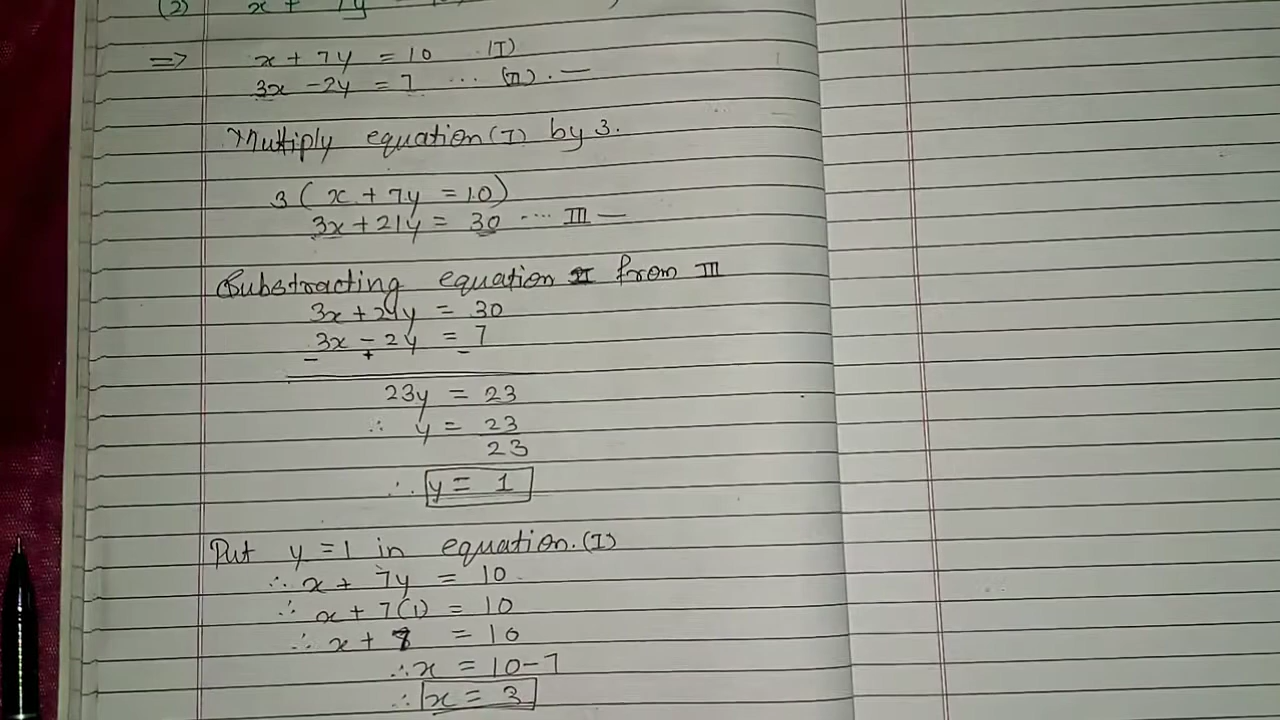 (2) x + 7y
=> x + 7y = 10 (I)
3x - 2y = 7 ... (II). —
Multiply equation (I) by 3.
3 ( x + 7y = 10)
3x + 21y = 30 .... III —
Substracting equation II from III
3x + 21y = 30
3x - 2y = 7
- + -
23y = 23
∴ y = 23
23
∴ y = 1
Put y = 1 in equation. (I)
∴ x + 7y = 10
∴ x + 7(1) = 10
∴ x + 7 = 10
∴ x = 10 - 7
∴ x = 3